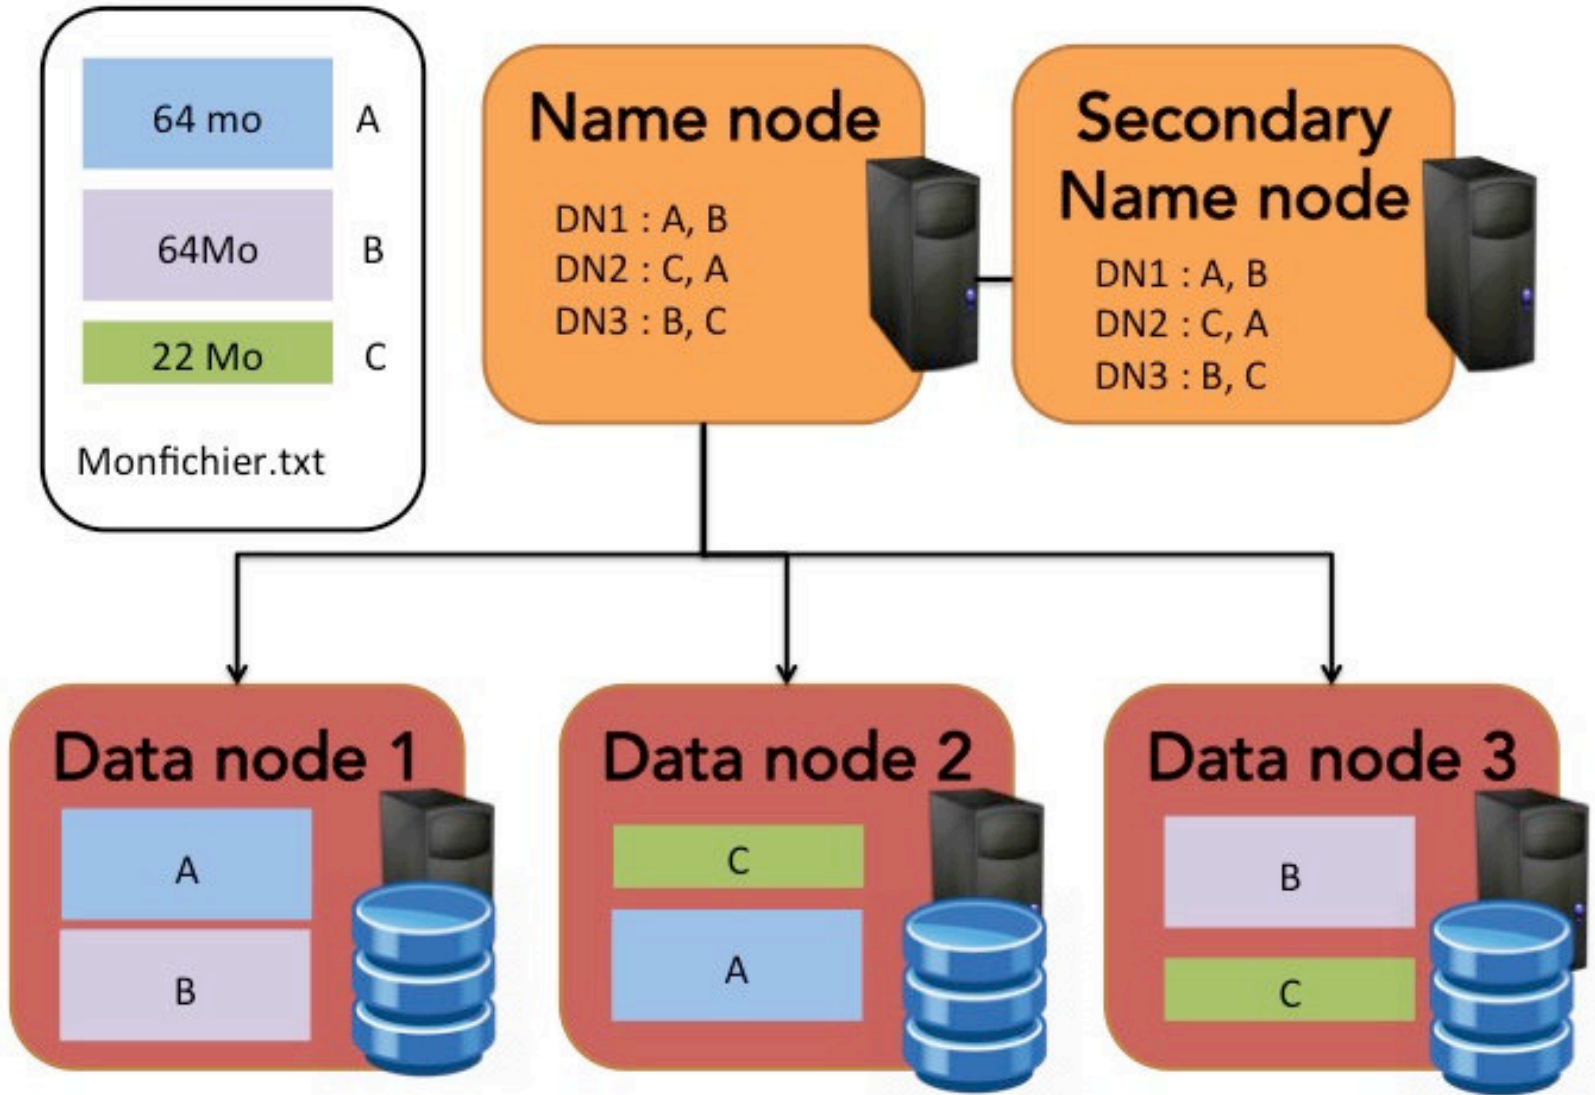 64 mo A
64Mo B
22 Mo C
Monfichier.txt
Name node
DN1 : A, B
DN2 : C, A
DN3 : B, C
Secondary
Name node
DN1 : A, B
DN2 : C, A
DN3 : B, C
Data node 1
A
B
Data node 2
C
A
Data node 3
B
C